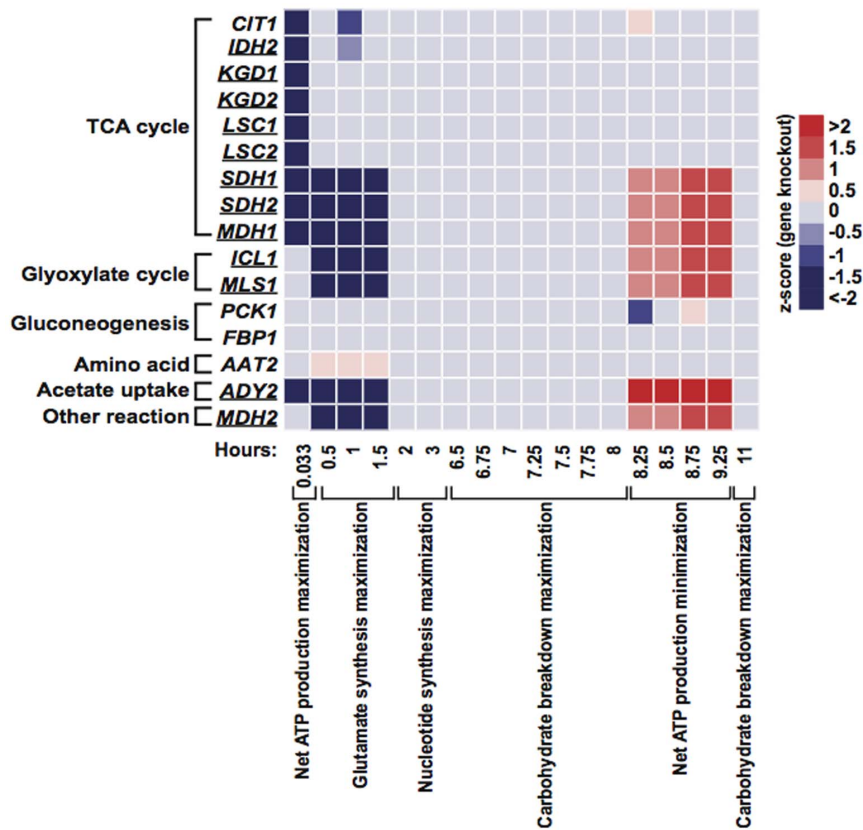 CIT1
IDH2
KGD1
KGD2
TCA cycle
LSC1
LSC2
SDH1
SDH2
MDH1
Glyoxylate cycle
ICL1
MLS1
Gluconeogenesis
PCK1
FBP1
Amino acid AAT2
Acetate uptake ADY2
Other reaction MDH2
Hours: 0.033 0.5 1 1.5 2 3 6.5 6.75 7 7.25 7.5 7.75 8 8.25 8.5 8.75 9.25 11
Net ATP production maximization
Glutamate synthesis maximization
Nucleotide synthesis maximization
Carbohydrate breakdown maximization
Net ATP production minimization
Carbohydrate breakdown maximization
z-score (gene knockout)
>2
1.5
1
0.5
0
-0.5
-1
-1.5
<-2